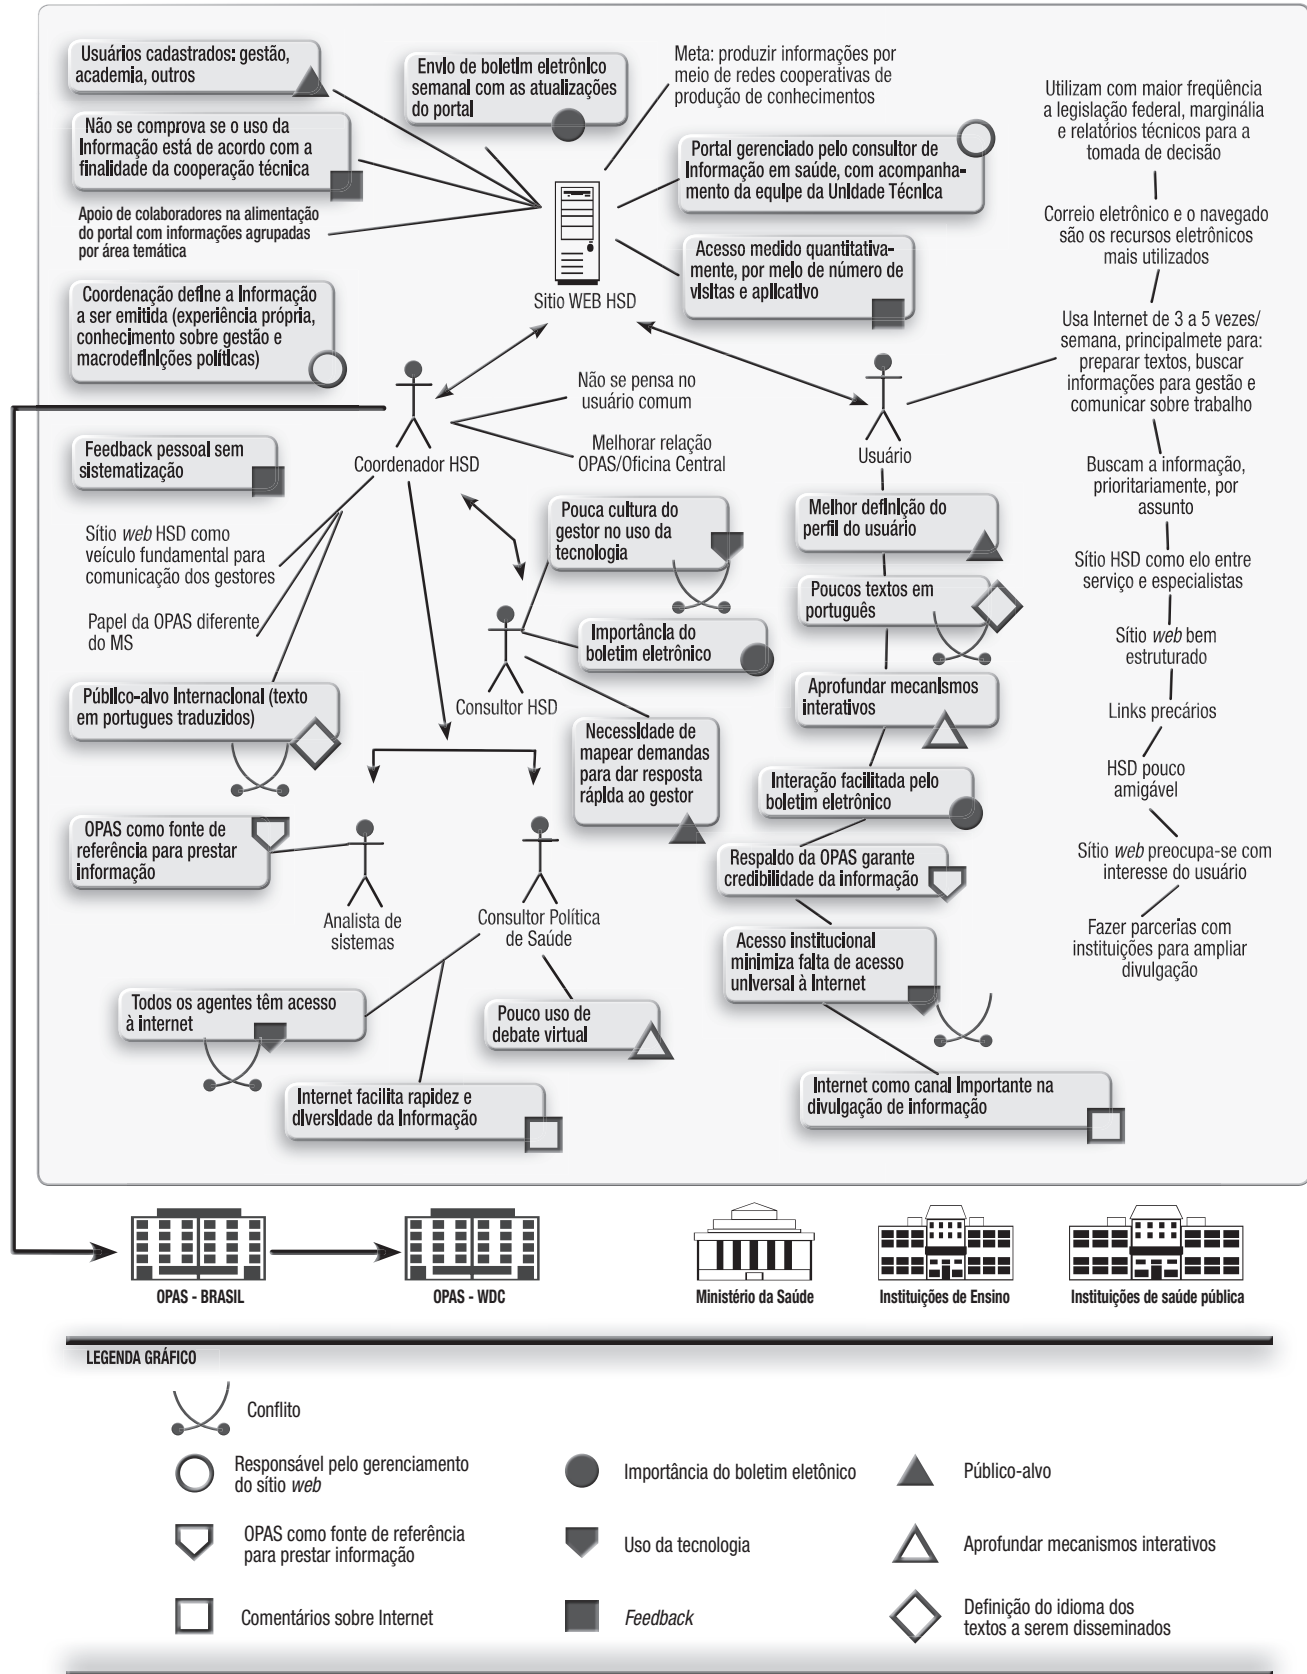 Usuários cadastrados: gestão,
academia, outros
Não se comprova se o uso da
Informação está de acordo com a
finalidade da cooperação técnica
Apoio de colaboradores na alimentação
do portal com informações agrupadas
por área temática
Coordenação define a Informação
a ser emitida (experiência própria,
conhecimento sobre gestão e
macrodefinições políticas)
Envio de boletim eletrônico
semanal com as atualizações
do portal
Meta: produzir informações por
meio de redes cooperativas de
produção de conhecimentos
Portal gerenciado pelo consultor de
Informação em saúde, com acompanha-
mento da equipe da Unidade Técnica
Acesso medido quantitativa-
mente, por meio de número de
visitas e aplicativo
Sitio WEB HSD
Utilizam com maior freqüência
a legislação federal, marginália
e relatórios técnicos para a
tomada de decisão
Correio eletrônico e o navegado
são os recursos eletrônicos
mais utilizados
Usa Internet de 3 a 5 vezes/
semana, principalmete para:
preparar textos, buscar
informações para gestão e
comunicar sobre trabalho
Buscam a informação,
prioritariamente, por
assunto
Sítio HSD como elo entre
serviço e especialistas
Sítio web bem
estruturado
Links precários
HSD pouco
amigável
Sítio web preocupa-se com
interesse do usuário
Fazer parcerias com
instituições para ampliar
divulgação
Coordenador HSD
Não se pensa no
usuário comum
Melhorar relação
OPAS/Oficina Central
Usuário
Feedback pessoal sem
sistematização
Sítio web HSD como
veículo fundamental para
comunicação dos gestores
Papel da OPAS diferente
do MS
Público-alvo Internacional (texto
em portugues traduzidos)
OPAS como fonte de
referência para prestar
informação
Pouca cultura do
gestor no uso da
tecnologia
Importância do
boletim eletrônico
Consultor HSD
Necessidade de
mapear demandas
para dar resposta
rápida ao gestor
Melhor definição do
perfil do usuário
Poucos textos em
português
Aprofundar mecanismos
interativos
Interação facilitada pelo
boletim eletrônico
Respaldo da OPAS garante
credibilidade da informação
Acesso institucional
minimiza falta de acesso
universal à Internet
Internet como canal Importante na
divulgação de informação
Analista de
sistemas
Consultor Política
de Saúde
Todos os agentes têm acesso
à internet
Pouco uso de
debate virtual
Internet facilita rapidez e
diversidade da Informação
OPAS - BRASIL
OPAS - WDC
Ministério da Saúde
Instituições de Ensino
Instituições de saúde pública
LEGENDA GRÁFICO
Conflito
Responsável pelo gerenciamento
do sítio web
Importância do boletim eletônico
Público-alvo
OPAS como fonte de referência
para prestar informação
Uso da tecnologia
Aprofundar mecanismos interativos
Comentários sobre Internet
Feedback
Definição do idioma dos
textos a serem disseminados